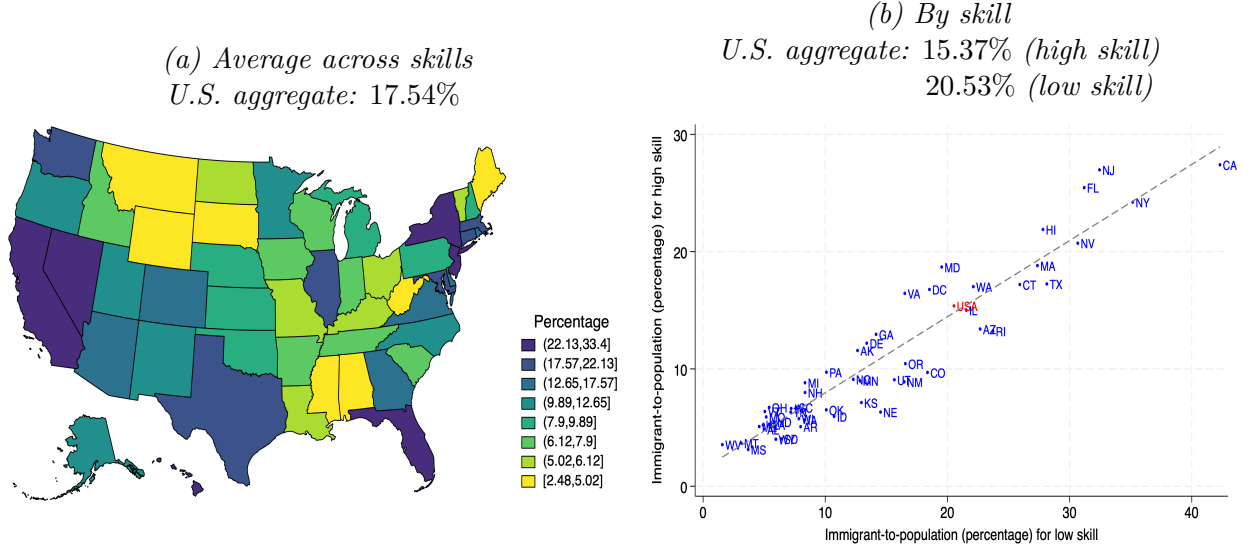 (a) Average across skills
U.S. aggregate: 17.54%
Percentage
(22.13,33.4]
(17.57,22.13]
(12.65,17.57]
(9.89,12.65]
(7.9,9.89]
(6.12,7.9]
(5.02,6.12]
[2.48,5.02]
(b) By skill
U.S. aggregate: 15.37% (high skill)
20.53% (low skill)
Immigrant-to-population (percentage) for high skill
30
20
10
0
NJ
CA
FL
NY
HI
NV
MD
MA
WA
CT
TX
VA
DC
USA
IL
AZ
RI
GA
DE
AK
OR
PA
CO
MN
UT
NM
MI
NH
KS
OH
OK
NE
ID
AR
WV
MT
MS
0
10
20
30
40
Immigrant-to-population (percentage) for low skill